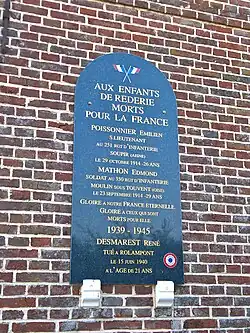 AUX ENFANTS
DE REDERIE
MORTS
POUR LA FRANCE
POISSONNIER EMILIEN
S.LIEUTENANT
AU 251 RGT D'INFANTERIE
SOUPIR (AISNE)
LE 29 OCTOBRE 1914-26 ANS
MATHON EDMOND
SOLDAT AU 350 RGT D'INFANTERIE
MOULIN SOUS TOUVENT (OISE)
LE 23 SEPTEMBRE 1914-29 ANS
GLOIRE A NOTRE FRANCE ETERNELLE
GLOIRE A CEUX QUI SONT
MORTS POUR ELLE
1939 - 1945
DESMAREST RENÉ
TUÉ A ROLAMPONT
LE 15 JUIN 1940
A L'AGE DE 21 ANS